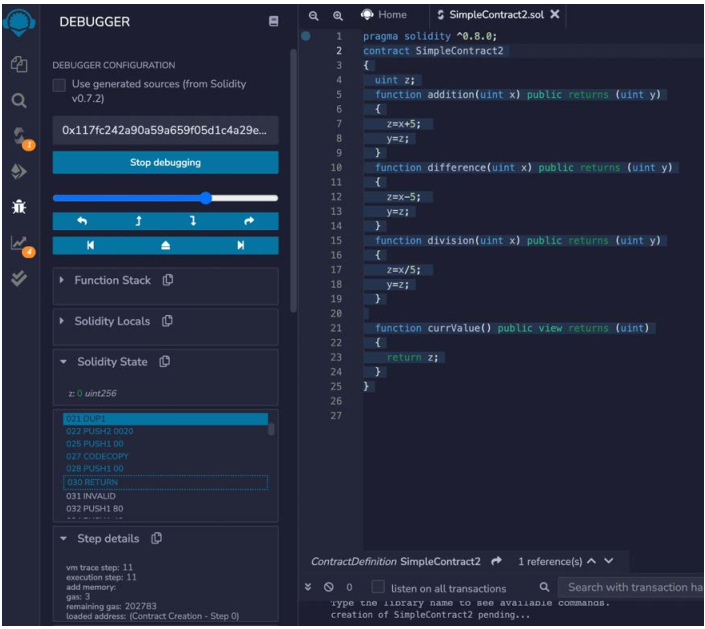 DEBUGGER
DEBUGGER CONFIGURATION
Use generated sources (from Solidity
v0.7.2)
0x117fc242a90a59a659f05d1c4a29e...
Stop debugging
Function Stack
Solidity Locals
Solidity State
z: 0 uint256
021 DUP1
022 PUSH2 0020
025 PUSH1 00
027 CODECOPY
028 PUSH1 00
030 RETURN
031 INVALID
032 PUSH1 80
Step details
vm trace step: 11
execution step: 11
add memory:
gas: 3
remaining gas: 202783
loaded address: (Contract Creation - Step 0)
1
4
Home
SimpleContract2.sol
1 pragma solidity ^0.8.0;
2 contract SimpleContract2
3 {
4 uint z;
5 function addition(uint x) public returns (uint y)
6 {
7 z=x+5;
8 y=z;
9 }
10 function difference(uint x) public returns (uint y)
11 {
12 z=x-5;
13 y=z;
14 }
15 function division(uint x) public returns (uint y)
16 {
17 z=x/5;
18 y=z;
19 }
20
21 function currValue() public view returns (uint)
22 {
23 return z;
24 }
25 }
26
27
ContractDefinition SimpleContract2 1 reference(s)
0 listen on all transactions Search with transaction ha
Type the library name to see available commands.
creation of SimpleContract2 pending...